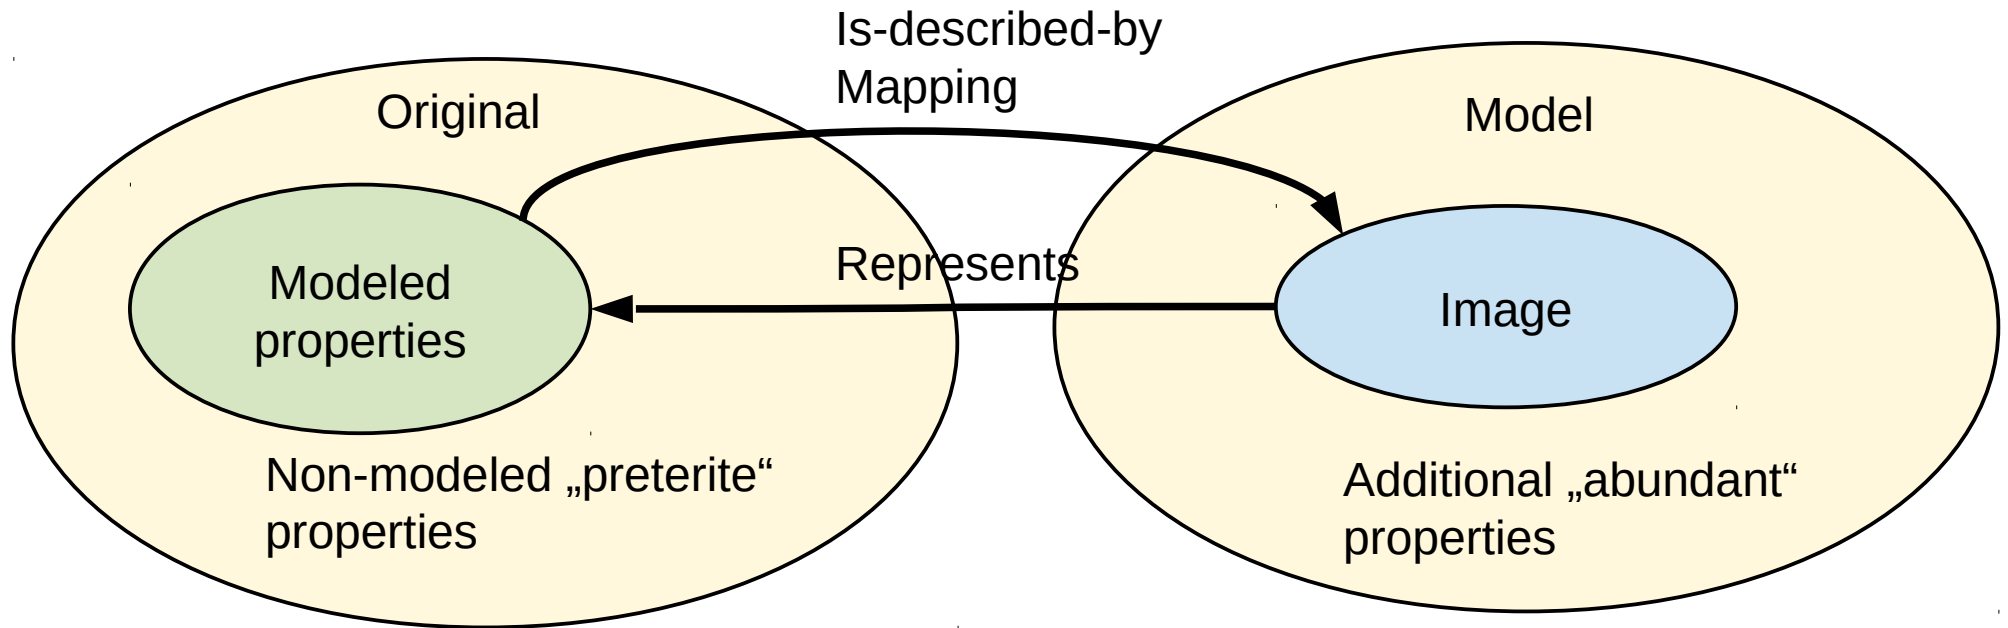 Is-described-by
Mapping
Original
Model
Represents
Modeled
properties
Image
Non-modeled „preterite“
properties
Additional „abundant“
properties